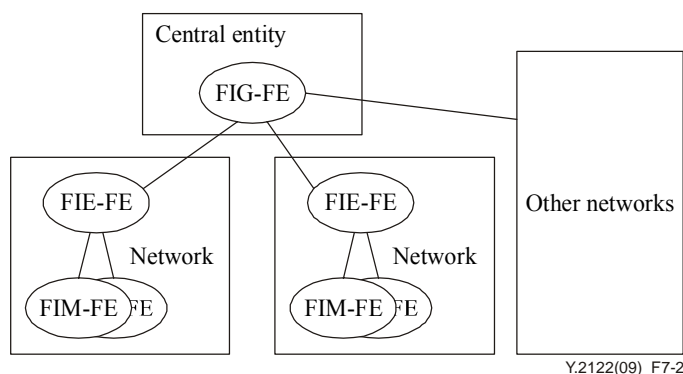 Central entity
FIG-FE
FIE-FE
FIE-FE
Other networks
Network
Network
FIM-FE
FE
FIM-FE
FE
Y.2122(09)_F7-2